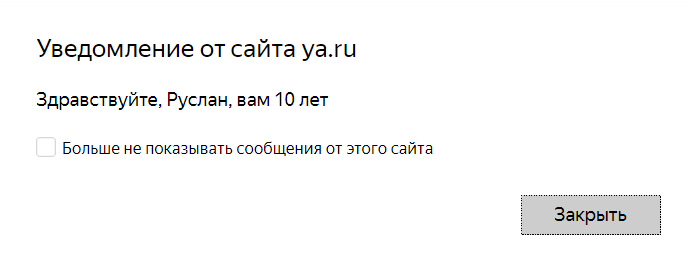 Уведомление от сайта ya.ru
Здравствуйте, Руслан, вам 10 лет
Больше не показывать сообщения от этого сайта
Закрыть